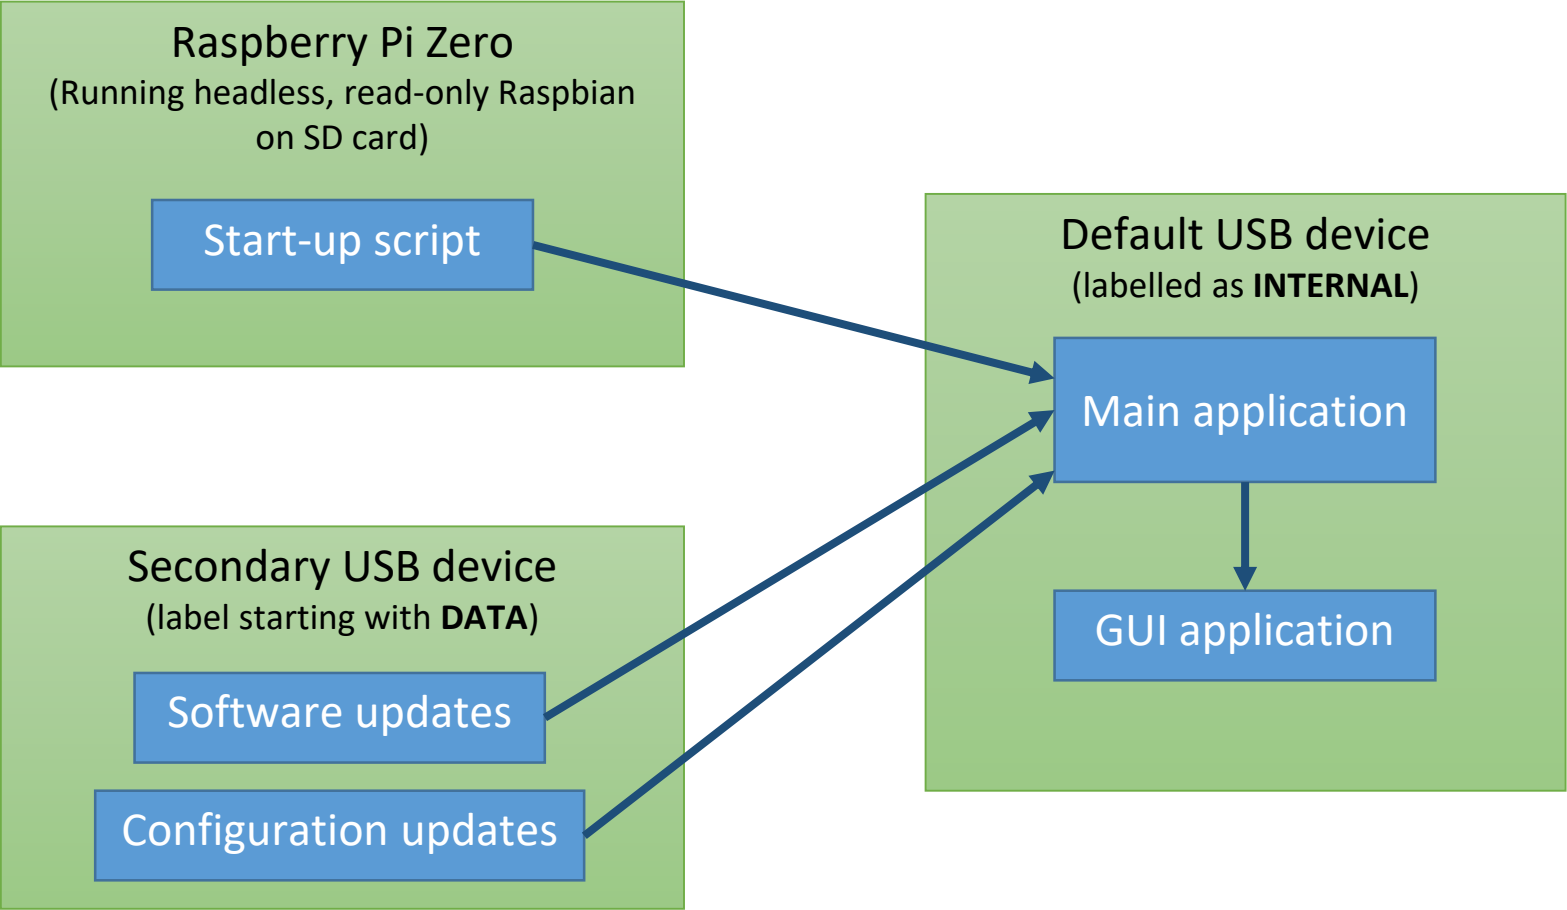 Raspberry Pi Zero
(Running headless, read-only Raspbian
on SD card)
Start-up script
Default USB device
(labelled as INTERNAL)
Main application
GUI application
Secondary USB device
(label starting with DATA)
Software updates
Configuration updates